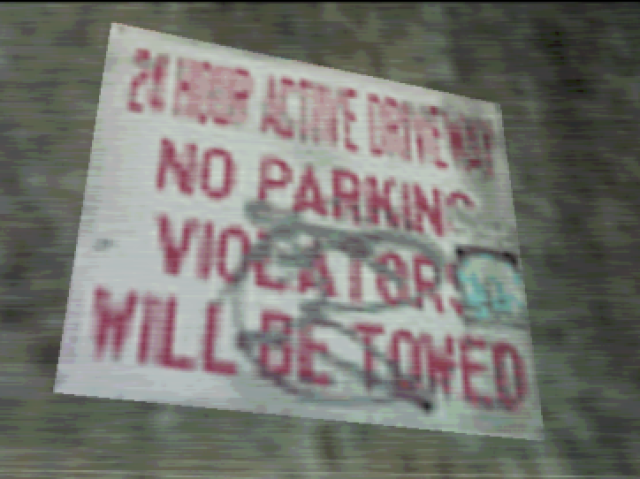 24 HOUR ACTIVE DRIVEWAY
NO PARKING
VIOLATORS
WILL BE TOWED